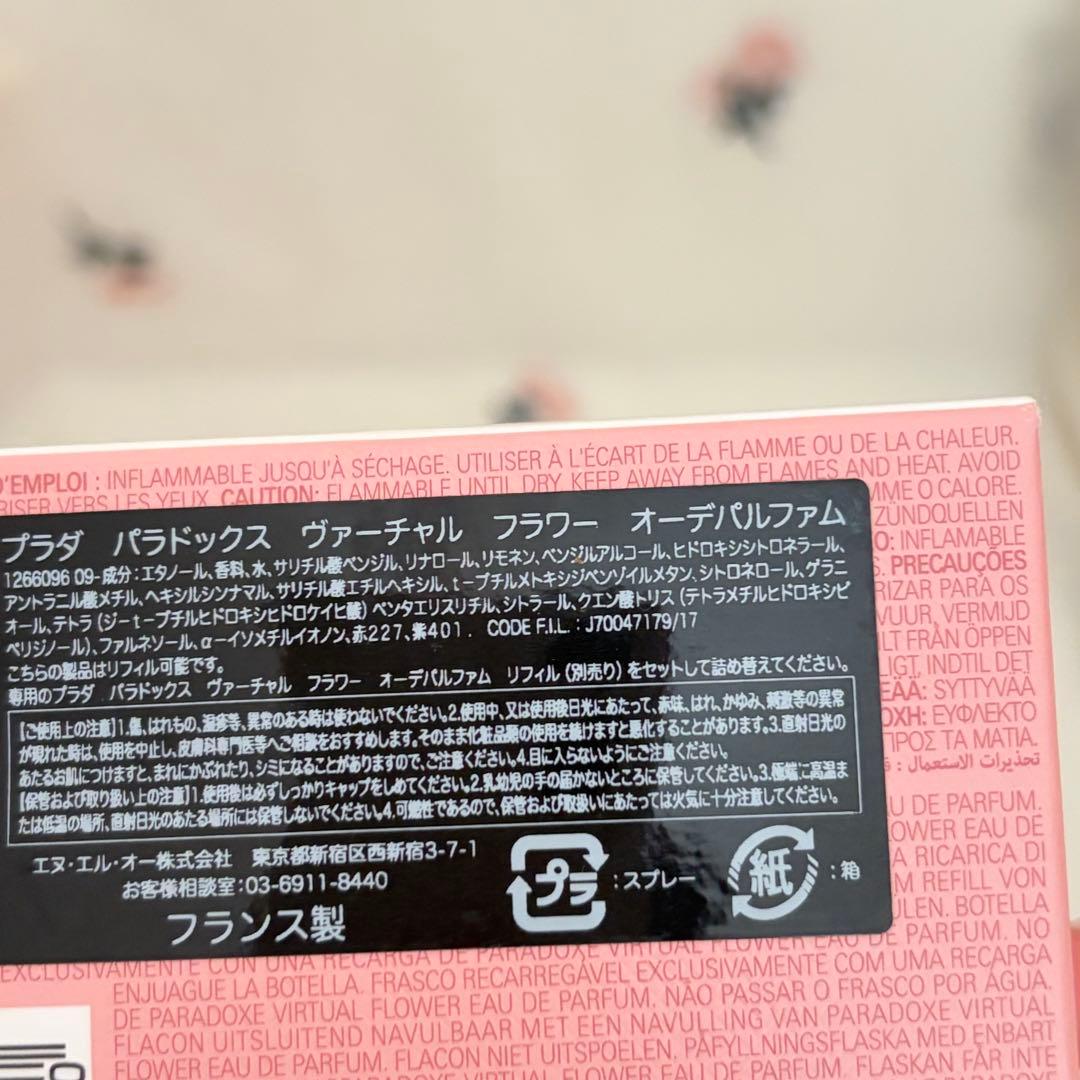 D'EMPLOI : INFLAMMABLE JUSQU'À SÉCHAGE. UTILISER À L'ÉCART DE LA FLAMME OU DE LA CHALEUR.
RISER VERS LES YEUX. CAUTION: FLAMMABLE UNTIL DRY. KEEP AWAY FROM FLAMES AND HEAT. AVOID
MME O CALORE.
ZÜNDQUELLEN
O: INFLAMABLE
S. PRECAUÇÕES
RIZAR PARA OS
VUUR, VERMIJD
LT FRÅN ÖPPEN
LIGT, INDTIL DET
EÄÄ: SYTTYVÄÄ
ΟΧΗ: ΕΥΦΛΕΚΤΟ
ΠΡΟΣ ΤΑ ΜΑΤΙΑ.
تحذيرات الاستعمال :
プラダ パラドックス ヴァーチャル フラワー オーデパルファム
1266096 09-成分:エタノール、香料、水、サリチル酸ベンジル、リナロール、リモネン、ベンジルアルコール、ヒドロキシシトロネラール、
アントラニル酸メチル、ヘキシルシンナマル、サリチル酸エチルヘキシル、t-ブチルメトキシジベンゾイルメタン、シトロネロール、ゲラニ
オール、テトラ(ジ-t-ブチルヒドロキシヒドロケイヒ酸)ペンタエリスリチル、シトラール、クエン酸トリス(テトラメチルヒドロキシピ
ペリジノール)、ファルネソール、α-イソメチルイオノン、赤227、紫401. CODE F.I.L. : J70047179/17
こちらの製品はリフィル可能です。
専用のプラダ パラドックス ヴァーチャル フラワー オーデパルファム リフィル(別売り)をセットして詰め替えてください。
【ご使用上の注意】1.傷、はれもの、湿疹等、異常のある時は使わないでください。2.使用中、又は使用後日光にあたって、赤味、はれ、かゆみ、刺激等の異常
が現れた時は、使用を中止し、皮膚科専門医等へご相談をおすすめします。そのまま化粧品類の使用を続けますと悪化することがあります。3.直射日光の
あたるお肌につけますと、まれにかぶれたり、シミになることがありますので、ご注意ください。4.目に入らないようにご注意ください。
【保管および取り扱い上の注意】1.使用後は必ずしっかりキャップをしめてください。2.乳幼児の手の届かないところに保管してください。3.極端に高温ま
たは低温の場所、直射日光のあたる場所には保管しないでください。4.可燃性であるので、保管および取扱いにあたっては火気に十分注意してください。
エヌ・エル・オー株式会社 東京都新宿区西新宿3-7-1
お客様相談室:03-6911-8440
フランス製
プラ :スプレー
紙 :箱
U DE PARFUM.
OWER EAU DE
A RICARICA DI
M REFILL VON
ULEN. BOTELLA
EXCLUSIVAMENTE CON UNA RECARGA DE PARADOXE VIRTUAL FLOWER EAU DE PARFUM. NO
ENJUAGUE LA BOTELLA. FRASCO RECARREGÁVEL EXCLUSIVAMENTE COM UMA RECARGA
DE PARADOXE VIRTUAL FLOWER EAU DE PARFUM. NÃO PASSAR O FRASCO POR ÁGUA.
FLACON UITSLUITEND NAVULBAAR MET EEN NAVULLING VAN PARADOXE VIRTUAL
FLOWER EAU DE PARFUM. FLACON NIET UITSPOELEN. PÅFYLLNINGSFLASKA MED ENBART
PARADOXE VIRTUAL FLOWER EAU DE PARFUM. FLASKAN FÅR INTE